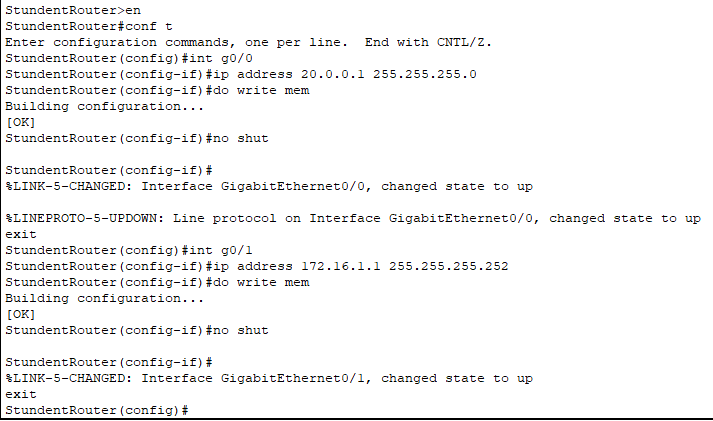 StundentRouter>en
StundentRouter#conf t
Enter configuration commands, one per line.  End with CNTL/Z.
StundentRouter(config)#int g0/0
StundentRouter(config-if)#ip address 20.0.0.1 255.255.255.0
StundentRouter(config-if)#do write mem
Building configuration...
[OK]
StundentRouter(config-if)#no shut

StundentRouter(config-if)#
%LINK-5-CHANGED: Interface GigabitEthernet0/0, changed state to up

%LINEPROTO-5-UPDOWN: Line protocol on Interface GigabitEthernet0/0, changed state to up
exit
StundentRouter(config)#int g0/1
StundentRouter(config-if)#ip address 172.16.1.1 255.255.255.252
StundentRouter(config-if)#do write mem
Building configuration...
[OK]
StundentRouter(config-if)#no shut

StundentRouter(config-if)#
%LINK-5-CHANGED: Interface GigabitEthernet0/1, changed state to up
exit
StundentRouter(config)#